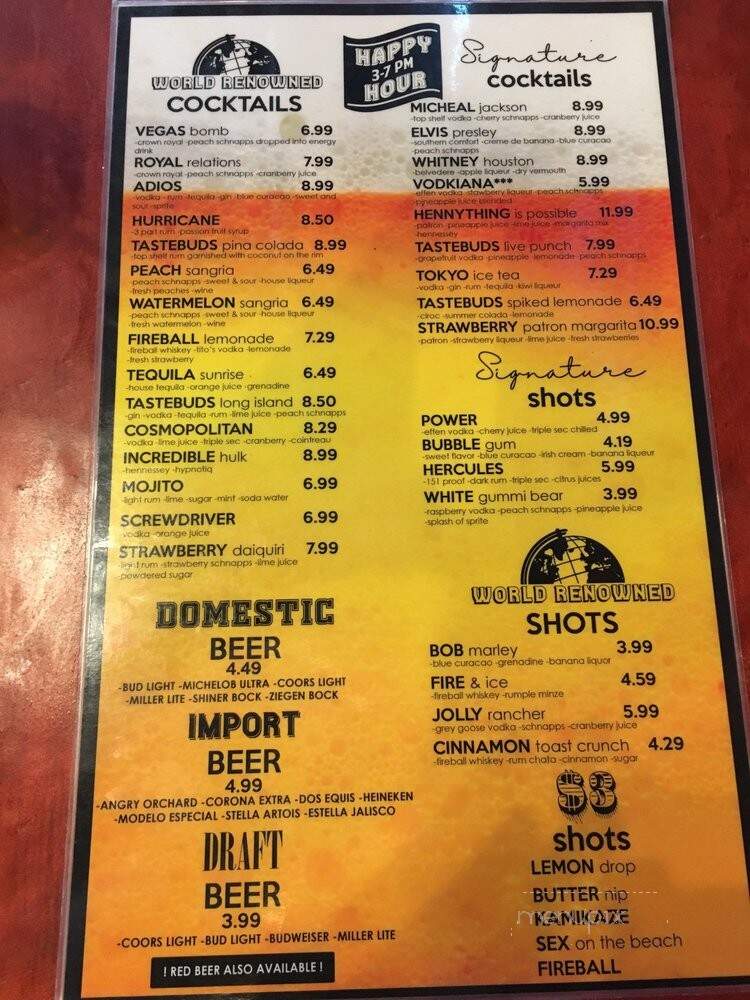 WORLD RENOWNED
COCKTAILS
VEGAS bomb 6.99
-crown royal -peach schnapps dropped into energy
drink
ROYAL relations 7.99
-crown royal -peach schnapps -cranberry juice
ADIOS 8.99
-vodka -rum -tequila -gin -blue curacao -sweet and
sour -sprite
HURRICANE 8.50
-3 part rum -passion fruit syrup
TASTEBUDS pina colada 8.99
-top shelf rum garnished with coconut on the rim
PEACH sangria 6.49
-peach schnapps -sweet & sour -house liqueur
-fresh peaches -wine
WATERMELON sangria 6.49
-peach schnapps -sweet & sour -house liqueur
-fresh watermelon -wine
FIREBALL lemonade 7.29
-fireball whiskey -tito's vodka -lemonade
-fresh strawberry
TEQUILA sunrise 6.49
-house tequila -orange juice -grenadine
TASTEBUDS long island 8.50
-gin -vodka -tequila -rum -lime juice -peach schnapps
COSMOPOLITAN 8.29
-vodka -lime juice -triple sec -cranberry -cointreau
INCREDIBLE hulk 8.99
-hennessey -hypnotiq
MOJITO 6.99
-light rum -lime -sugar -mint -soda water
SCREWDRIVER 6.99
vodka -orange juice
STRAWBERRY daiquiri 7.99
-light rum -strawberry schnapps -lime juice
powdered sugar
DOMESTIC
BEER
4.49
-BUD LIGHT -MICHELOB ULTRA -COORS LIGHT
-MILLER LITE -SHINER BOCK -ZIEGEN BOCK
IMPORT
BEER
4.99
-ANGRY ORCHARD -CORONA EXTRA -DOS EQUIS -HEINEKEN
-MODELO ESPECIAL -STELLA ARTOIS -ESTELLA JALISCO
DRAFT
BEER
3.99
-COORS LIGHT -BUD LIGHT -BUDWEISER -MILLER LITE
! RED BEER ALSO AVAILABLE !
HAPPY
3-7 PM
HOUR
Signature
cocktails
MICHEAL jackson 8.99
-top shelf vodka -cherry schnapps -cranberry juice
ELVIS presley 8.99
-southern comfort -creme de banana -blue curacao
-peach schnapps
WHITNEY houston 8.99
-belvedere -apple liqueur -dry vermouth
VODKIANA*** 5.99
-effen vodka -stawberry liqueur -peach schnapps
-pineapple juice blended
HENNYTHING is possible 11.99
-patron -pineapple juice -lime juice -margarita mix
-hennessey
TASTEBUDS live punch 7.99
-grapefruit vodka -pineapple -lemonade -peach schnapps
TOKYO ice tea 7.29
-vodka -gin -rum -tequila -kiwi liqueur
TASTEBUDS spiked lemonade 6.49
-ciroc -summer colada -lemonade
STRAWBERRY patron margarita 10.99
-patron -strawberry liqueur -lime juice -fresh strawberries
Signature
shots
POWER 4.99
-effen vodka -cherry juice -triple sec chilled
BUBBLE gum 4.19
-sweet flavor -blue curacao -irish cream -banana liqueur
HERCULES 5.99
-151 proof -dark rum -triple sec -citrus juices
WHITE gummi bear 3.99
-raspberry vodka -peach schnapps -pineapple juice
-splash of sprite
WORLD RENOWNED
SHOTS
BOB marley 3.99
-blue curacao -grenadine -banana liquor
FIRE & ice 4.59
-fireball whiskey -rumple minze
JOLLY rancher 5.99
-grey goose vodka -schnapps -cranberry juice
CINNAMON toast crunch 4.29
-fireball whiskey -rum chata -cinnamon -sugar
$3
shots
LEMON drop
BUTTER nip
KAMIKAZE
SEX on the beach
FIREBALL